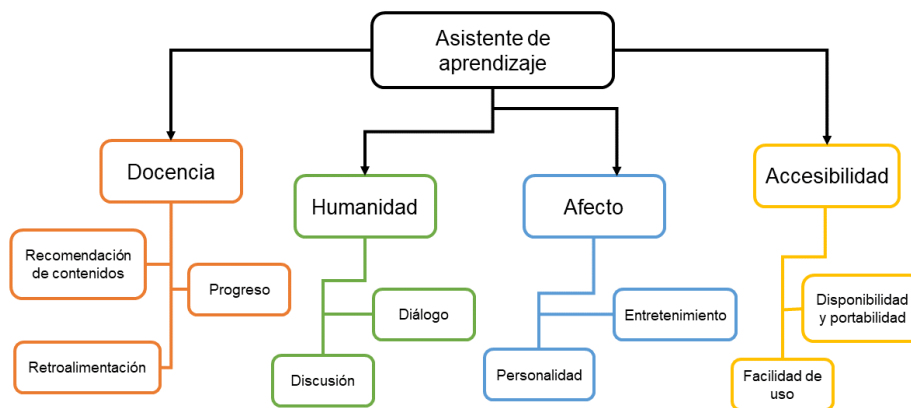 Asistente de
aprendizaje
Docencia
Humanidad
Afecto
Accesibilidad
Recomendación
de contenidos
Progreso
Retroalimentación
Diálogo
Discusión
Entretenimiento
Personalidad
Disponibilidad
y portabilidad
Facilidad de
uso